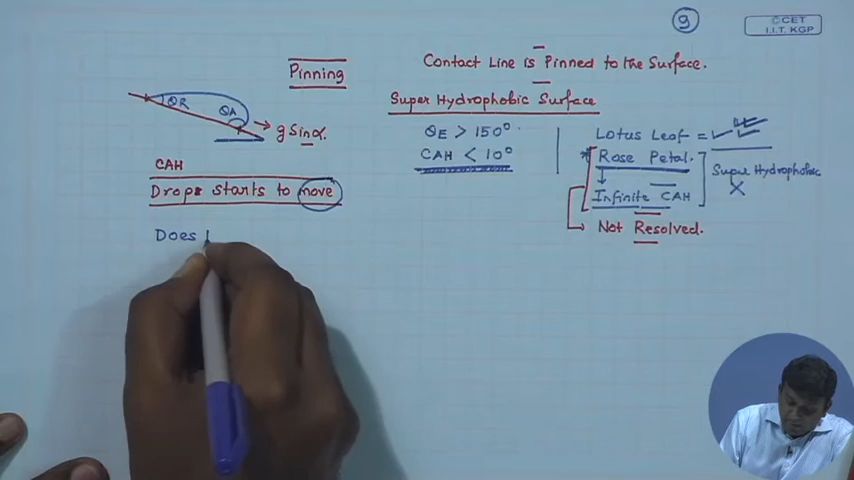 9
©CET
I.I.T. KGP
Pinning
Contact Line is Pinned to the Surface.
θR
θA
g Sinα.
Super Hydrophobic Surface
θE > 150°
CAH < 10°
Lotus Leaf =
* Rose Petal.
Infinite CAH
Super Hydrophobic
X
Not Resolved.
CAH
Drops starts to move
Does